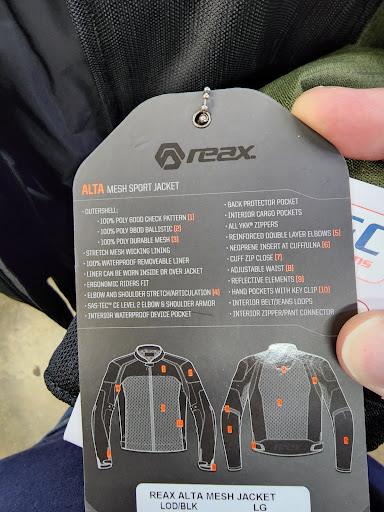 reax.
ALTA MESH SPORT JACKET
· OUTERSHELL:
· 100% POLY 600D CHECK PATTERN [1]
· 100% POLY 980D BALLISTIC [2]
· 100% POLY DURABLE MESH [3]
· STRETCH MESH WICKING LINING
· 100% WATERPROOF REMOVEABLE LINER
· LINER CAN BE WORN INSIDE OR OVER JACKET
· ERGONOMIC RIDERS FIT
· ELBOW AND SHOULDER STRETCH/ARTICULATION [4]
· SAS-TEC™ CE LEVEL 2 ELBOW & SHOULDER ARMOR
· INTERIOR WATERPROOF DEVICE POCKET
· BACK PROTECTOR POCKET
· INTERIOR CARGO POCKETS
· ALL YKK® ZIPPERS
· REINFORCED DOUBLE LAYER ELBOWS [5]
· NEOPRENE INSERT AT CUFF/ULNA [6]
· CUFF ZIP CLOSE [7]
· ADJUSTABLE WAIST [8]
· REFLECTIVE ELEMENTS [9]
· HAND POCKETS WITH KEY CLIP [10]
· INTERIOR BELT/JEANS LOOPS
· INTERIOR ZIPPER/PANT CONNECTOR
reax
REAX ALTA MESH JACKET
LOD/BLK LG